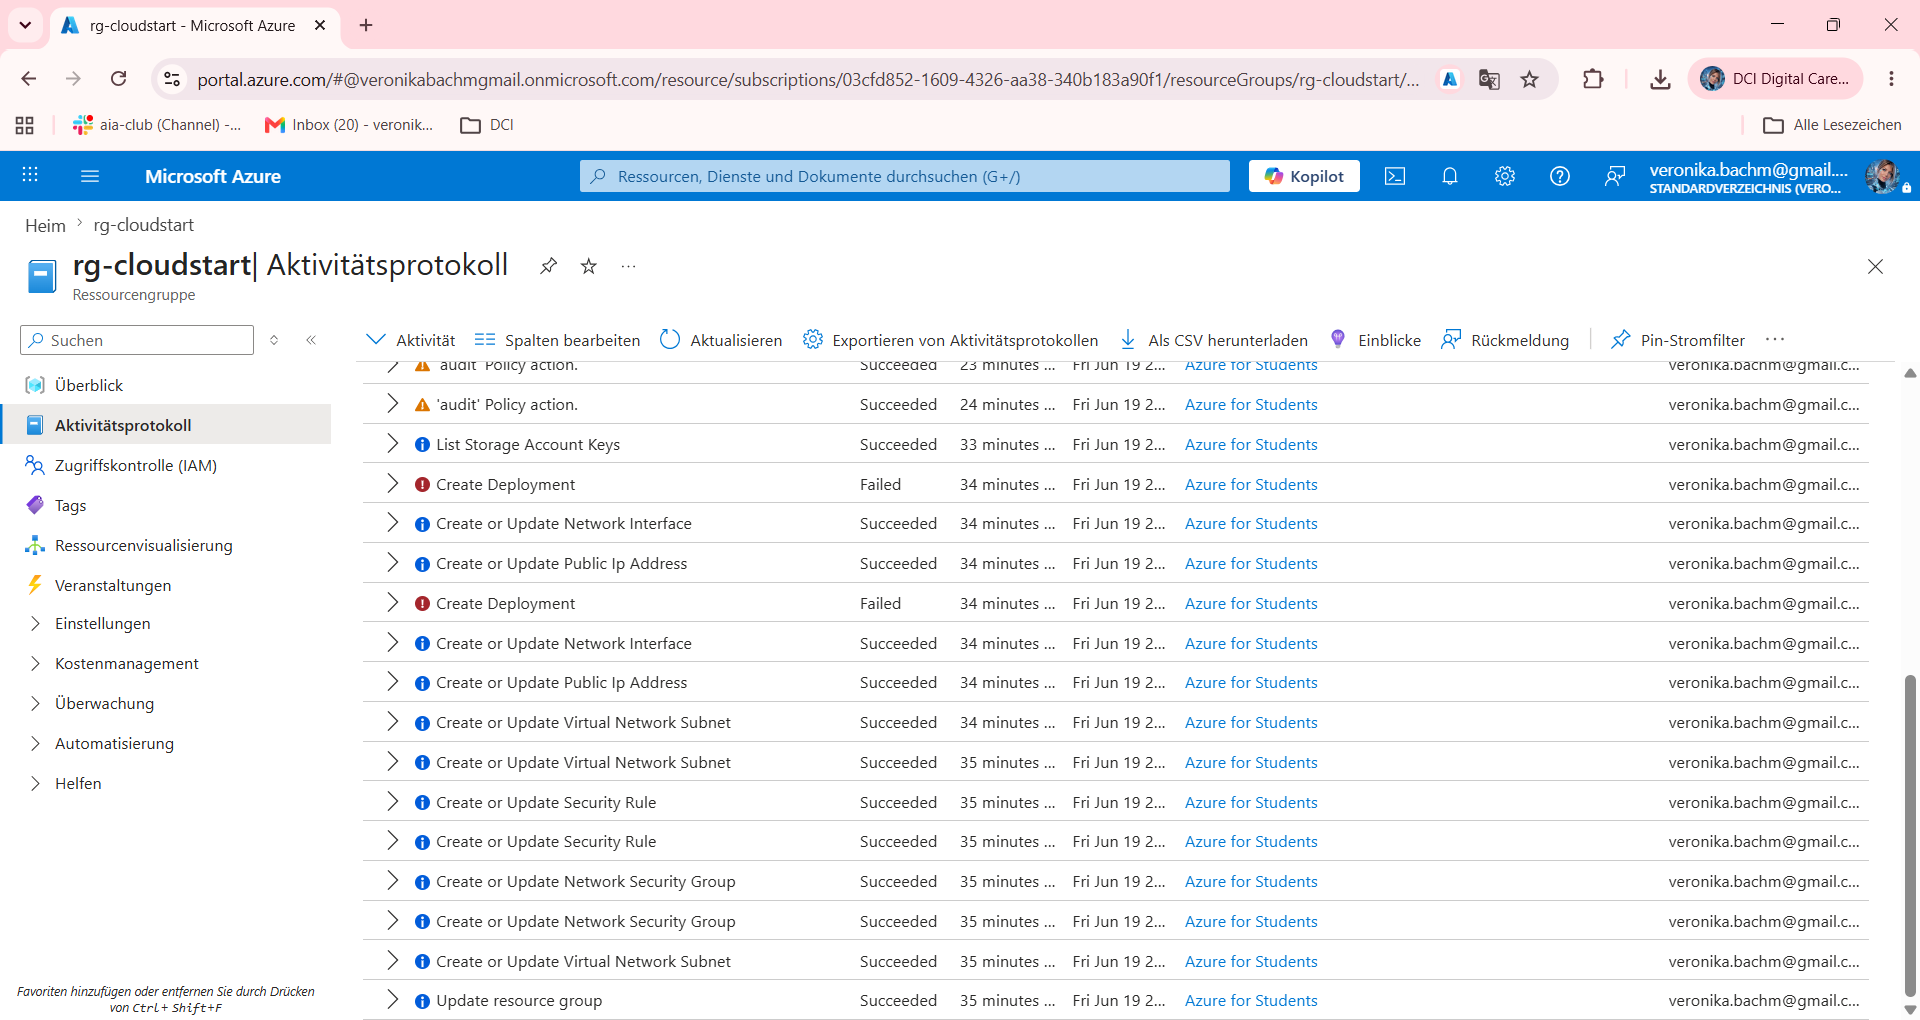 rg-cloudstart - Microsoft Azure
portal.azure.com/#@veronikabachmgmail.onmicrosoft.com/resource/subscriptions/03cfd852-1609-4326-aa38-340b183a90f1/resourceGroups/rg-cloudstart/...
DCI Digital Care...
aia-club (Channel) -...
Inbox (20) - veronik...
DCI
Alle Lesezeichen
Microsoft Azure
Ressourcen, Dienste und Dokumente durchsuchen (G+/)
Kopilot
veronika.bachm@gmail....
STANDARDVERZEICHNIS (VERO...
Heim
rg-cloudstart
rg-cloudstart| Aktivitätsprotokoll
Ressourcengruppe
Suchen
Aktivität
Spalten bearbeiten
Aktualisieren
Exportieren von Aktivitätsprotokollen
Als CSV herunterladen
Einblicke
Rückmeldung
Pin-Stromfilter
Überblick
Aktivitätsprotokoll
Zugriffskontrolle (IAM)
Tags
Ressourcenvisualisierung
Veranstaltungen
Einstellungen
Kostenmanagement
Überwachung
Automatisierung
Helfen
Favoriten hinzufügen oder entfernen Sie durch Drücken
von Ctrl+Shift+F
'audit' Policy action. Succeeded 23 minutes ... Fri Jun 19 2... Azure for Students veronika.bachm@gmail.c...
'audit' Policy action. Succeeded 24 minutes ... Fri Jun 19 2... Azure for Students veronika.bachm@gmail.c...
List Storage Account Keys Succeeded 33 minutes ... Fri Jun 19 2... Azure for Students veronika.bachm@gmail.c...
Create Deployment Failed 34 minutes ... Fri Jun 19 2... Azure for Students veronika.bachm@gmail.c...
Create or Update Network Interface Succeeded 34 minutes ... Fri Jun 19 2... Azure for Students veronika.bachm@gmail.c...
Create or Update Public Ip Address Succeeded 34 minutes ... Fri Jun 19 2... Azure for Students veronika.bachm@gmail.c...
Create Deployment Failed 34 minutes ... Fri Jun 19 2... Azure for Students veronika.bachm@gmail.c...
Create or Update Network Interface Succeeded 34 minutes ... Fri Jun 19 2... Azure for Students veronika.bachm@gmail.c...
Create or Update Public Ip Address Succeeded 34 minutes ... Fri Jun 19 2... Azure for Students veronika.bachm@gmail.c...
Create or Update Virtual Network Subnet Succeeded 34 minutes ... Fri Jun 19 2... Azure for Students veronika.bachm@gmail.c...
Create or Update Virtual Network Subnet Succeeded 35 minutes ... Fri Jun 19 2... Azure for Students veronika.bachm@gmail.c...
Create or Update Security Rule Succeeded 35 minutes ... Fri Jun 19 2... Azure for Students veronika.bachm@gmail.c...
Create or Update Security Rule Succeeded 35 minutes ... Fri Jun 19 2... Azure for Students veronika.bachm@gmail.c...
Create or Update Network Security Group Succeeded 35 minutes ... Fri Jun 19 2... Azure for Students veronika.bachm@gmail.c...
Create or Update Network Security Group Succeeded 35 minutes ... Fri Jun 19 2... Azure for Students veronika.bachm@gmail.c...
Create or Update Virtual Network Subnet Succeeded 35 minutes ... Fri Jun 19 2... Azure for Students veronika.bachm@gmail.c...
Update resource group Succeeded 35 minutes ... Fri Jun 19 2... Azure for Students veronika.bachm@gmail.c...